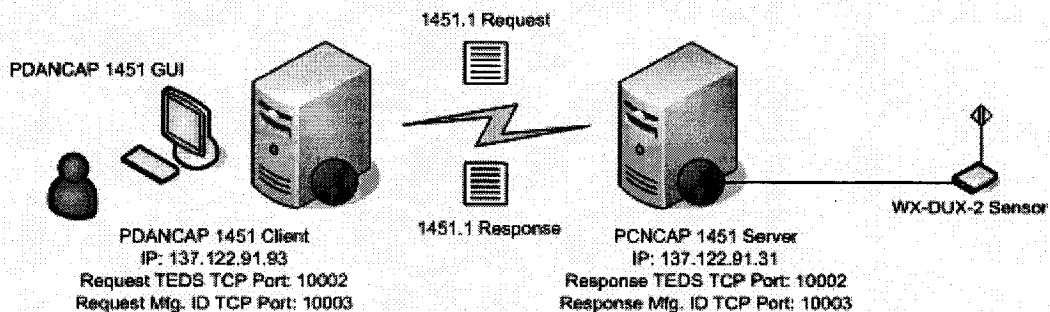 1451.1 Request
PDANCAP 1451 GUI
1451.1 Response
WX-DUX-2 Sensor
PDANCAP 1451 Client
IP: 137.122.91.93
Request TEDS TCP Port: 10002
Request Mfg. ID TCP Port: 10003
PCNCAP 1451 Server
IP: 137.122.91.31
Response TEDS TCP Port: 10002
Response Mfg. ID TCP Port: 10003